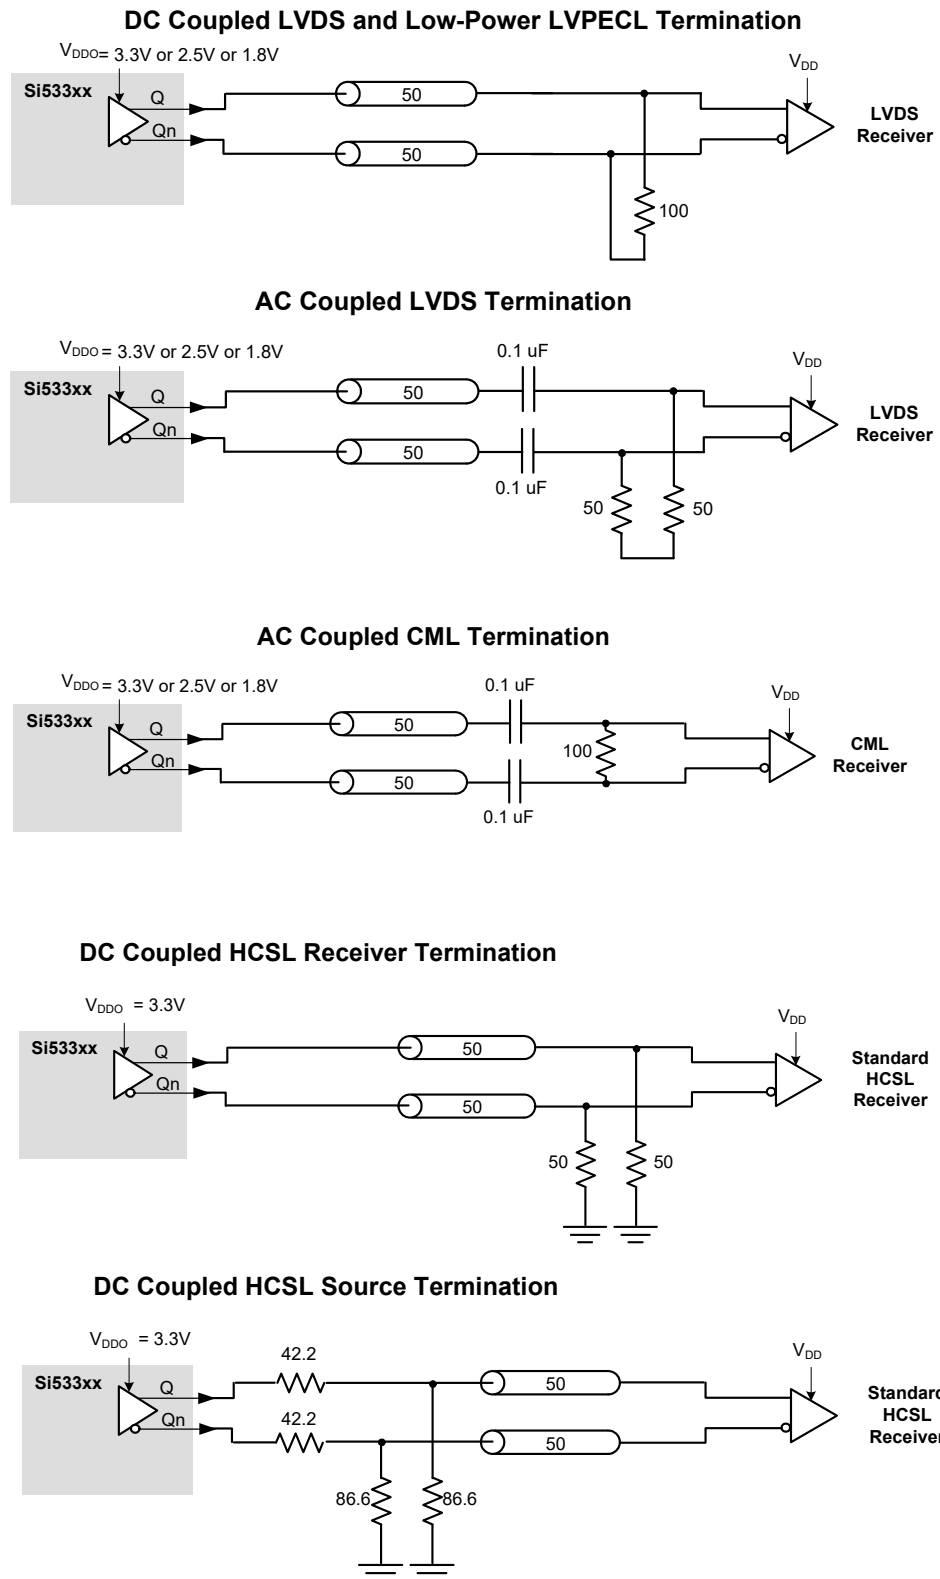 DC Coupled LVDS and Low-Power LVPECL Termination
VDDO= 3.3V or 2.5V or 1.8V
Si533xx
Q
Qn
50
50
100
VDD
LVDS
Receiver
AC Coupled LVDS Termination
VDDO = 3.3V or 2.5V or 1.8V
Si533xx
Q
Qn
50
50
0.1 uF
0.1 uF
50
50
VDD
LVDS
Receiver
AC Coupled CML Termination
VDDO = 3.3V or 2.5V or 1.8V
Si533xx
Q
Qn
50
50
0.1 uF
0.1 uF
100
VDD
CML
Receiver
DC Coupled HCSL Receiver Termination
VDDO = 3.3V
Si533xx
Q
Qn
50
50
50
50
VDD
Standard
HCSL
Receiver
DC Coupled HCSL Source Termination
VDDO = 3.3V
Si533xx
Q
Qn
42.2
42.2
86.6
86.6
50
50
VDD
Standard
HCSL
Receiver